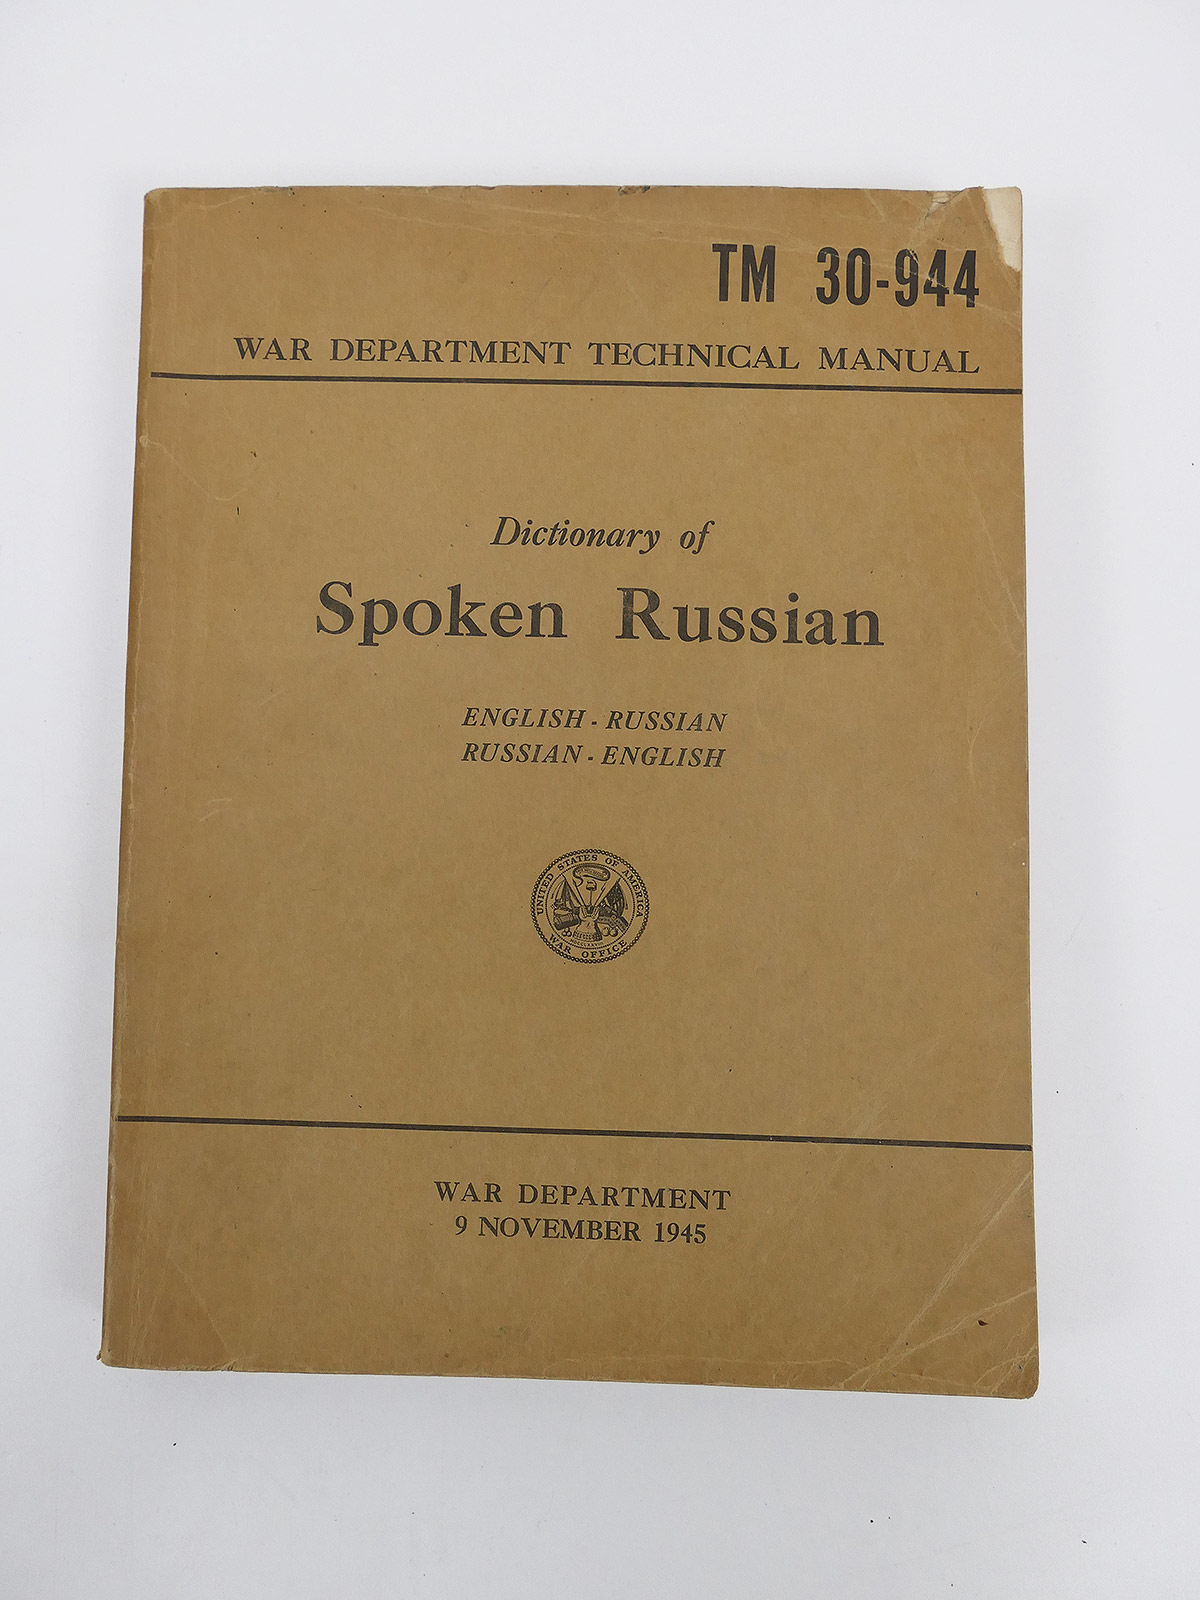 TM 30-944
WAR DEPARTMENT TECHNICAL MANUAL
Dictionary of
Spoken Russian
ENGLISH - RUSSIAN
RUSSIAN - ENGLISH
UNITED STATES OF AMERICA
WAR OFFICE
WAR DEPARTMENT
9 NOVEMBER 1945